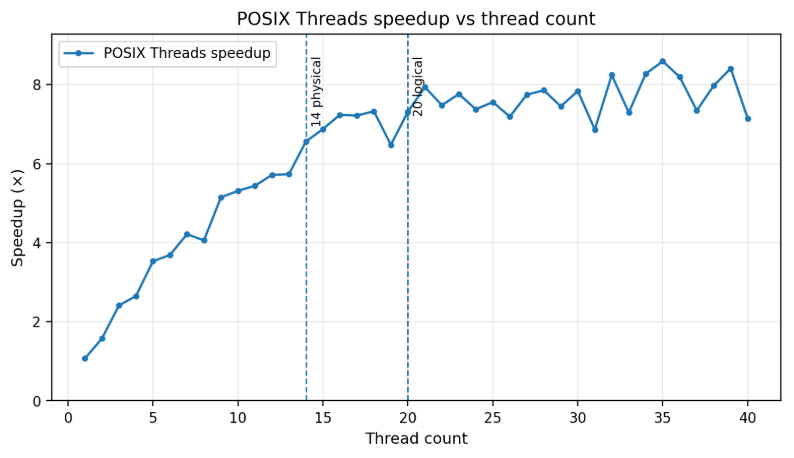 POSIX Threads speedup vs thread count
POSIX Threads speedup
14 physical
20 logical
Speedup (×)
8
6
4
2
0
0 5 10 15 20 25 30 35 40
Thread count